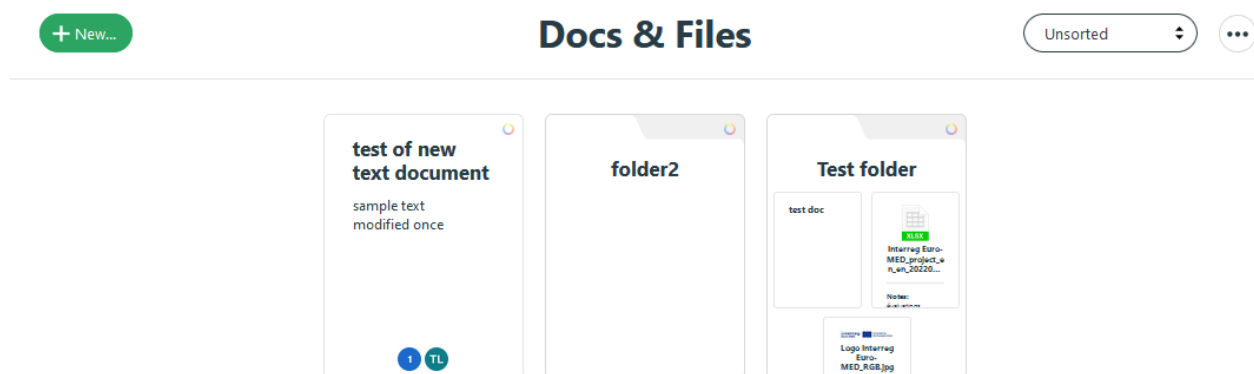 + New...
Docs & Files
Unsorted
test of new
text document
sample text
modified once
1 TL
folder2
Test folder
test doc
XLSX
Interreg Euro-
MED_project_e
n_en_20220...
Notes:
Interreg
Logo Interreg
Euro-
MED_RGB.jpg